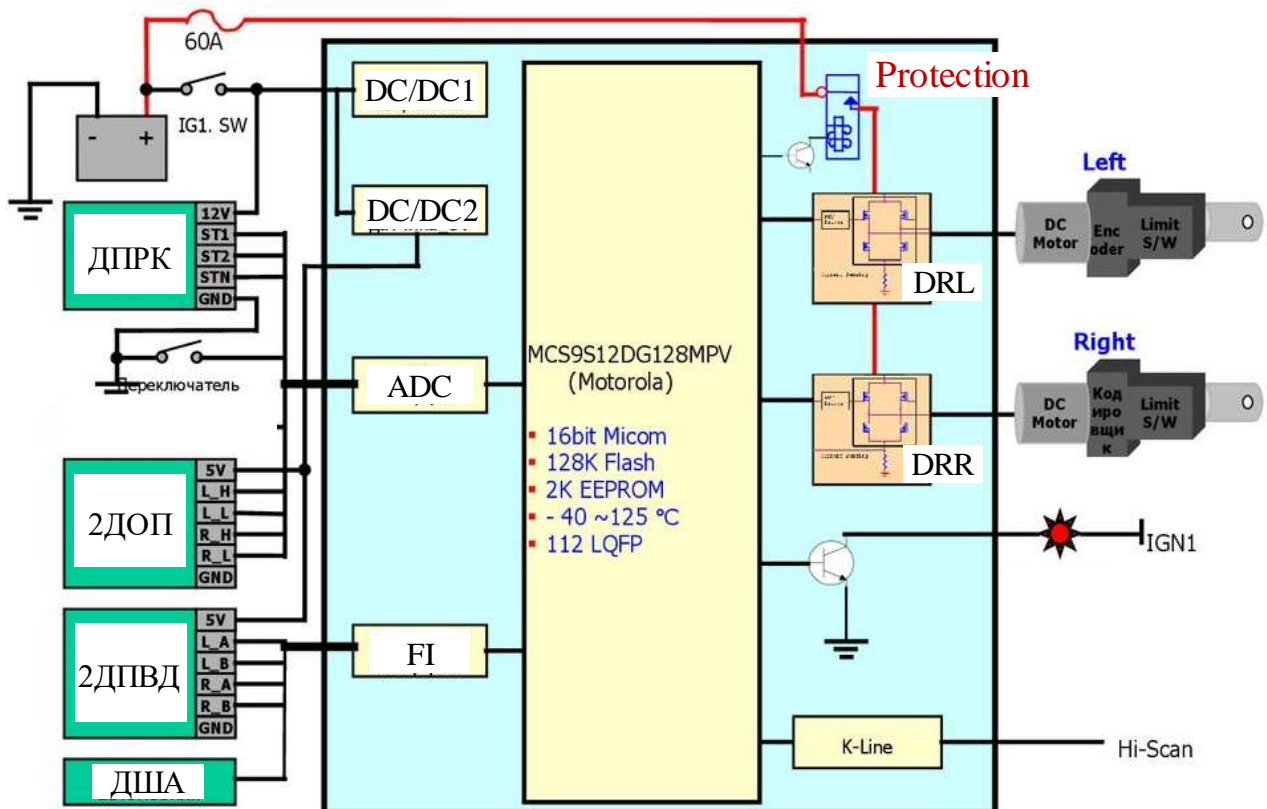 60A
IG1. SW
- +
DC/DC1
DC/DC2
Protection
ДПРК
12V
ST1
ST2
STN
GND
Переключатель
ADC
2ДОП
5V
L_H
L_L
R_H
R_L
GND
2ДПВД
5V
L_A
L_B
R_A
R_B
GND
ДША
FI
MCS9S12DG128MPV
(Motorola)
16bit Micom
128K Flash
2K EEPROM
- 40 ~125 °C
112 LQFP
DRL
DRR
Left
DC
Motor
Enc
oder
Limit
S/W
Right
DC
Motor
Код
иро
вщи
к
Limit
S/W
IGN1
K-Line
Hi-Scan